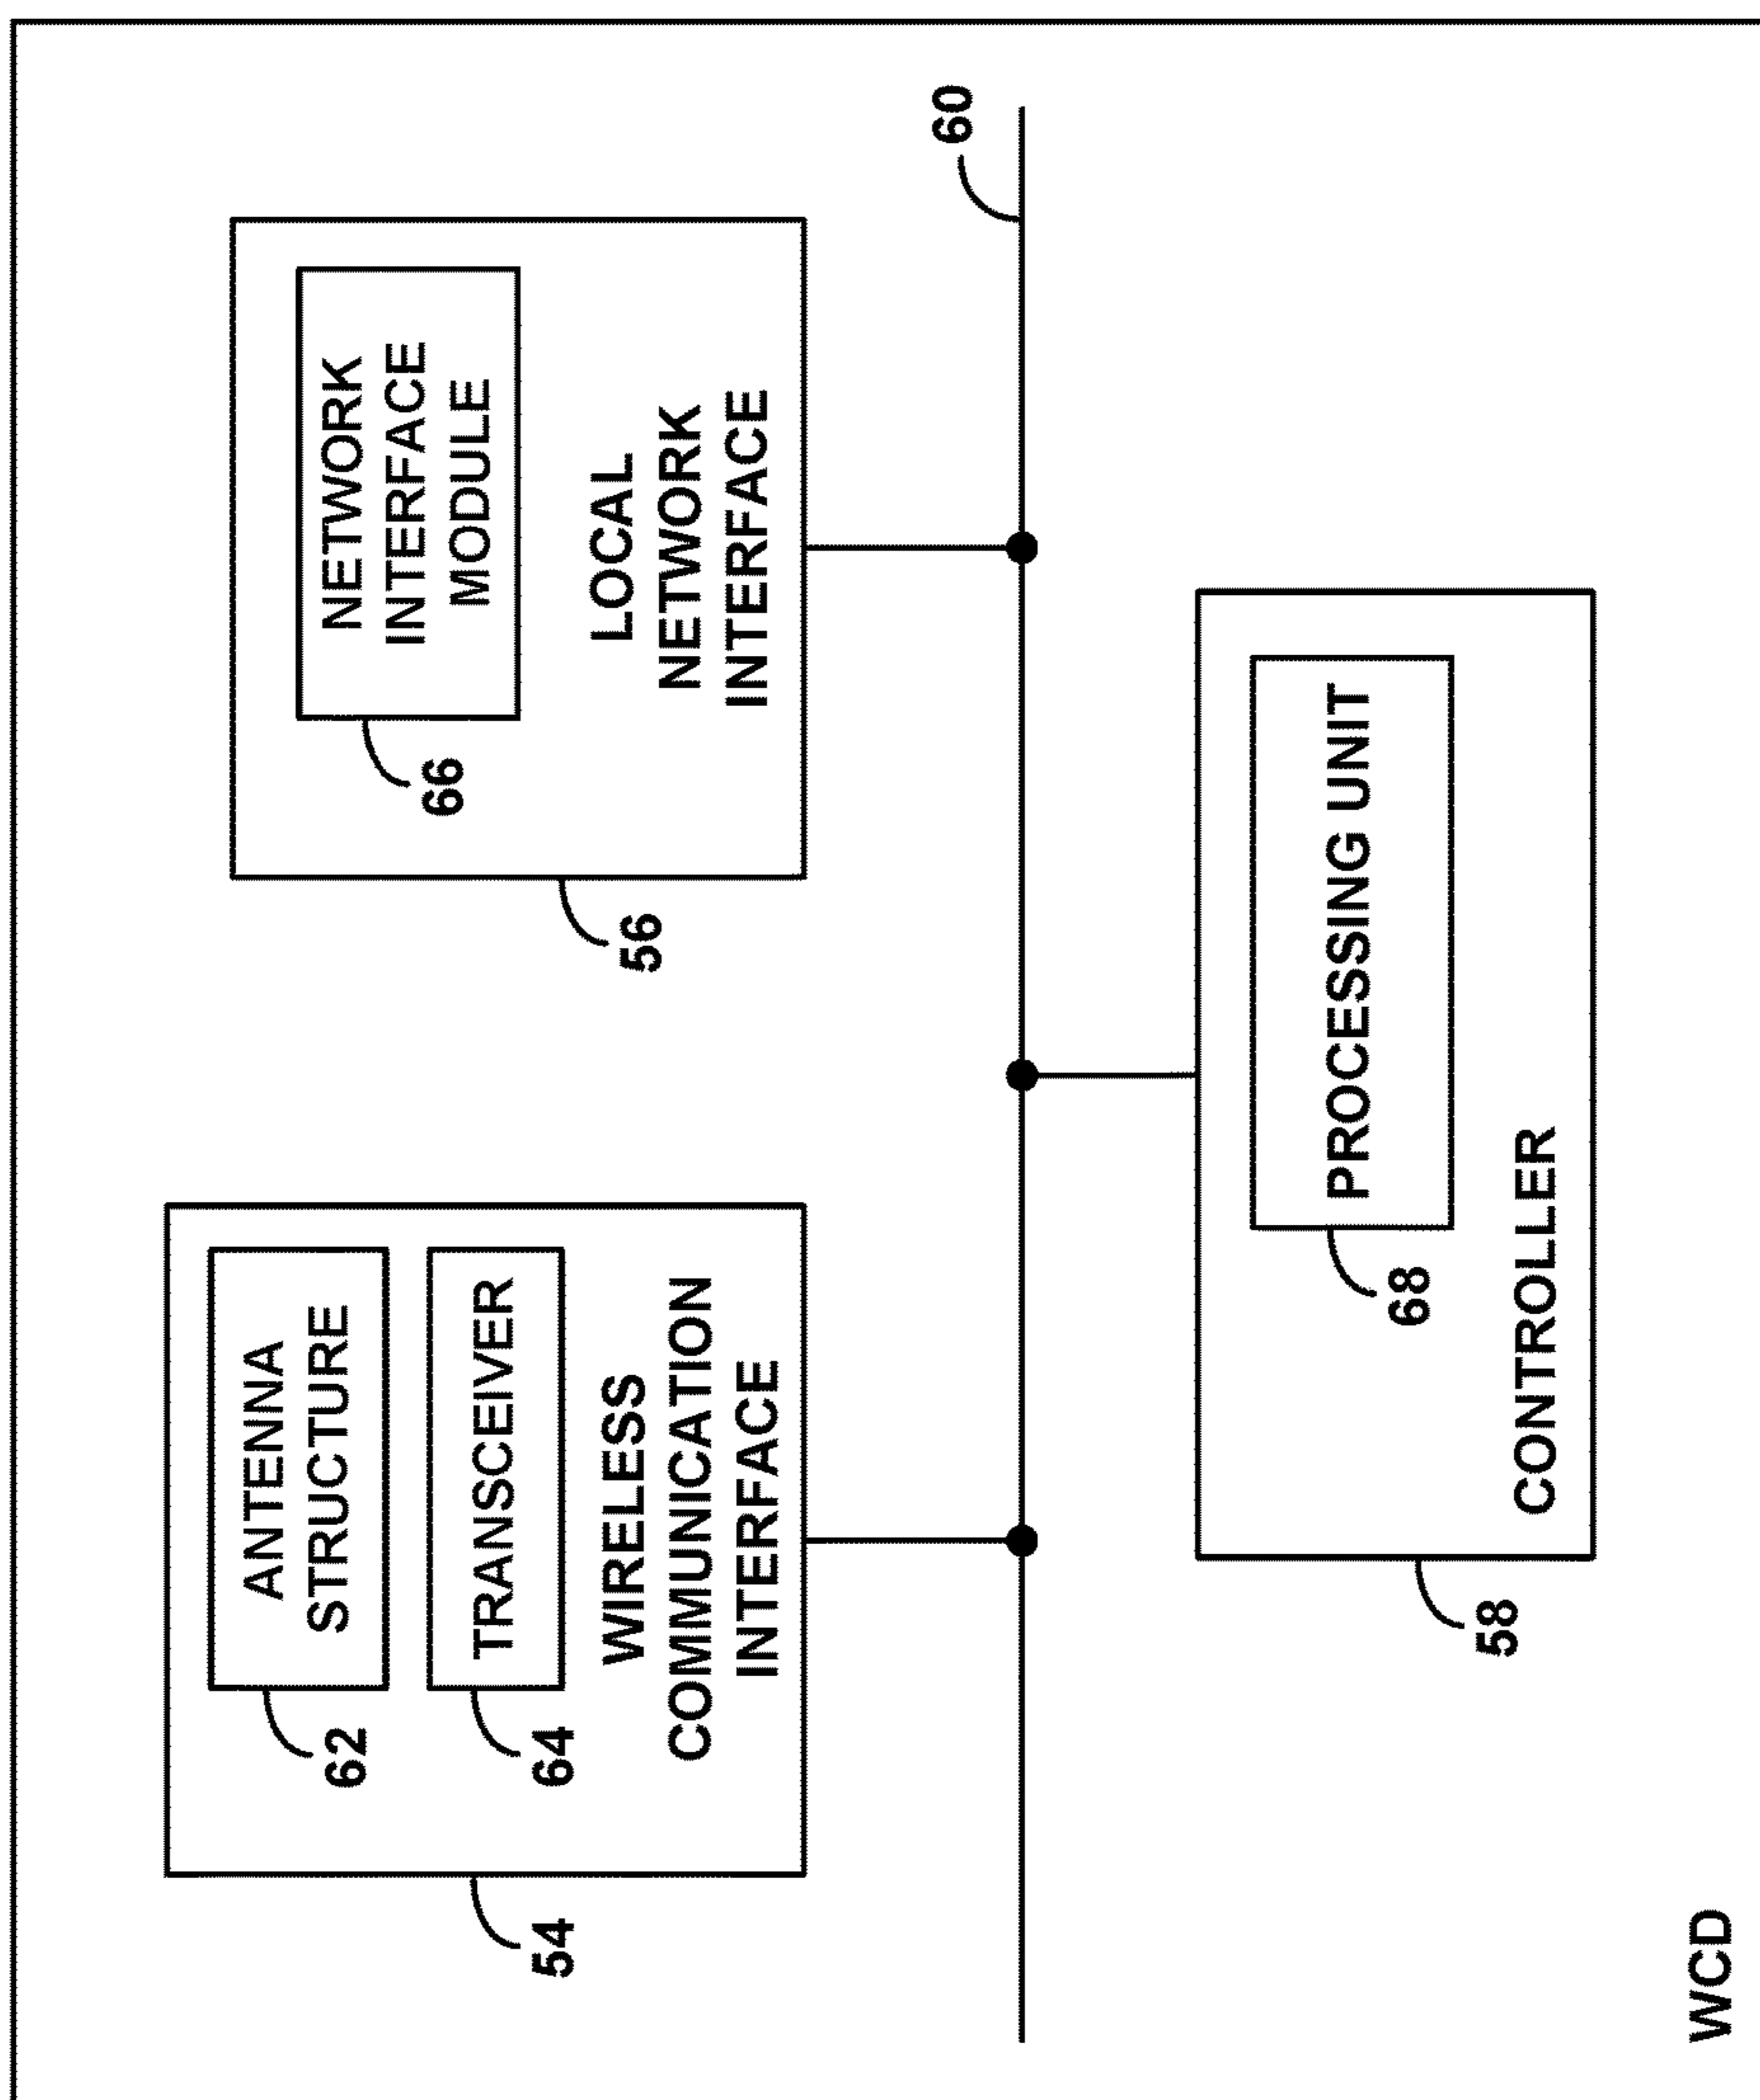 ANTENNA
STRUCTURE
62
TRANSCEIVER
64
WIRELESS
COMMUNICATION
INTERFACE
54
NETWORK
INTERFACE
MODULE
66
LOCAL
NETWORK
INTERFACE
56
60
PROCESSING UNIT
68
CONTROLLER
58
WCD